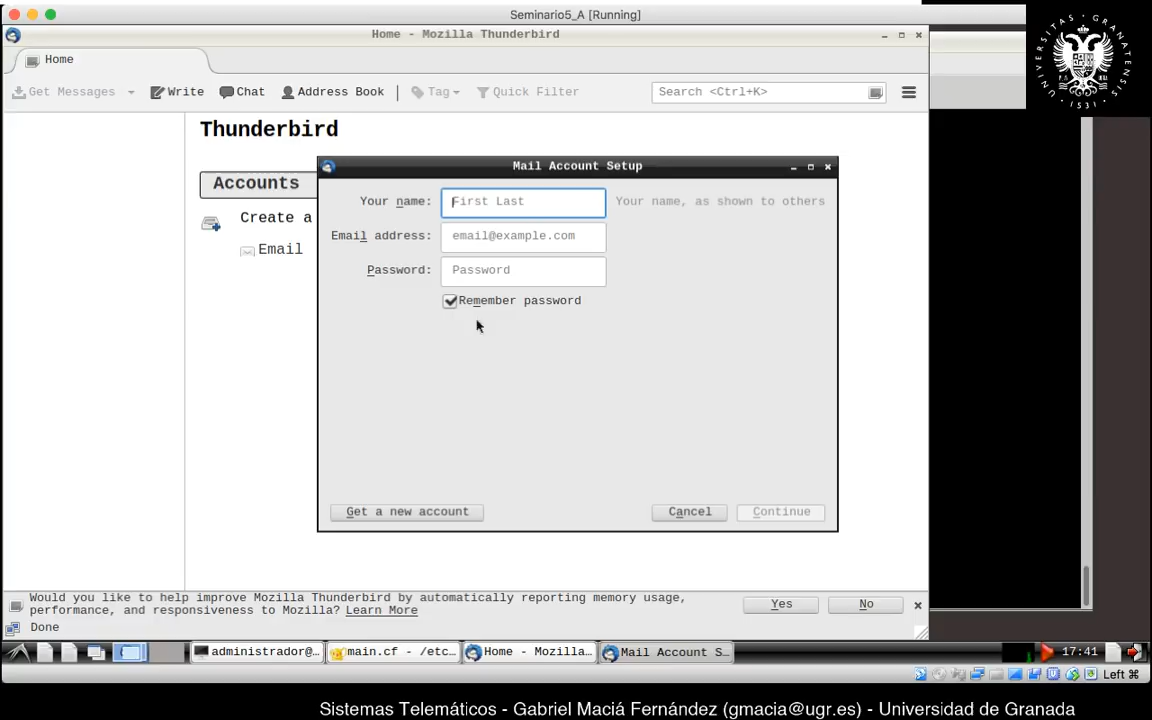 Seminario5_A [Running]
Home - Mozilla Thunderbird
Home
Get Messages
Write
Chat
Address Book
Tag
Quick Filter
Search <Ctrl+K>
UNIVERSITAS GRANATENSIS
1531
Thunderbird
Mail Account Setup
Accounts
Your name:
First Last
Your name, as shown to others
Create a
Email address:
email@example.com
Email
Password:
Password
Remember password
Get a new account
Cancel
Continue
Would you like to help improve Mozilla Thunderbird by automatically reporting memory usage,
performance, and responsiveness to Mozilla? Learn More
Yes
No
Done
administrador@...
main.cf - /etc...
Home - Mozilla...
Mail Account S...
17:41
Left ⌘
Sistemas Telemáticos - Gabriel Maciá Fernández (gmacia@ugr.es) - Universidad de Granada